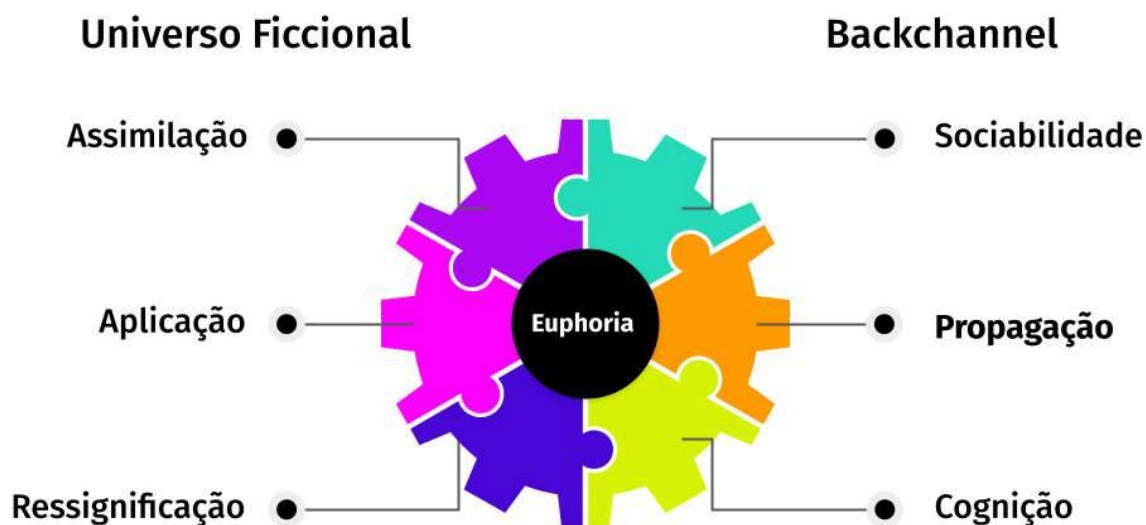 Universo Ficcional
Backchannel
Assimilação
Sociabilidade
Aplicação
Euphoria
Propagação
Ressignificação
Cognição